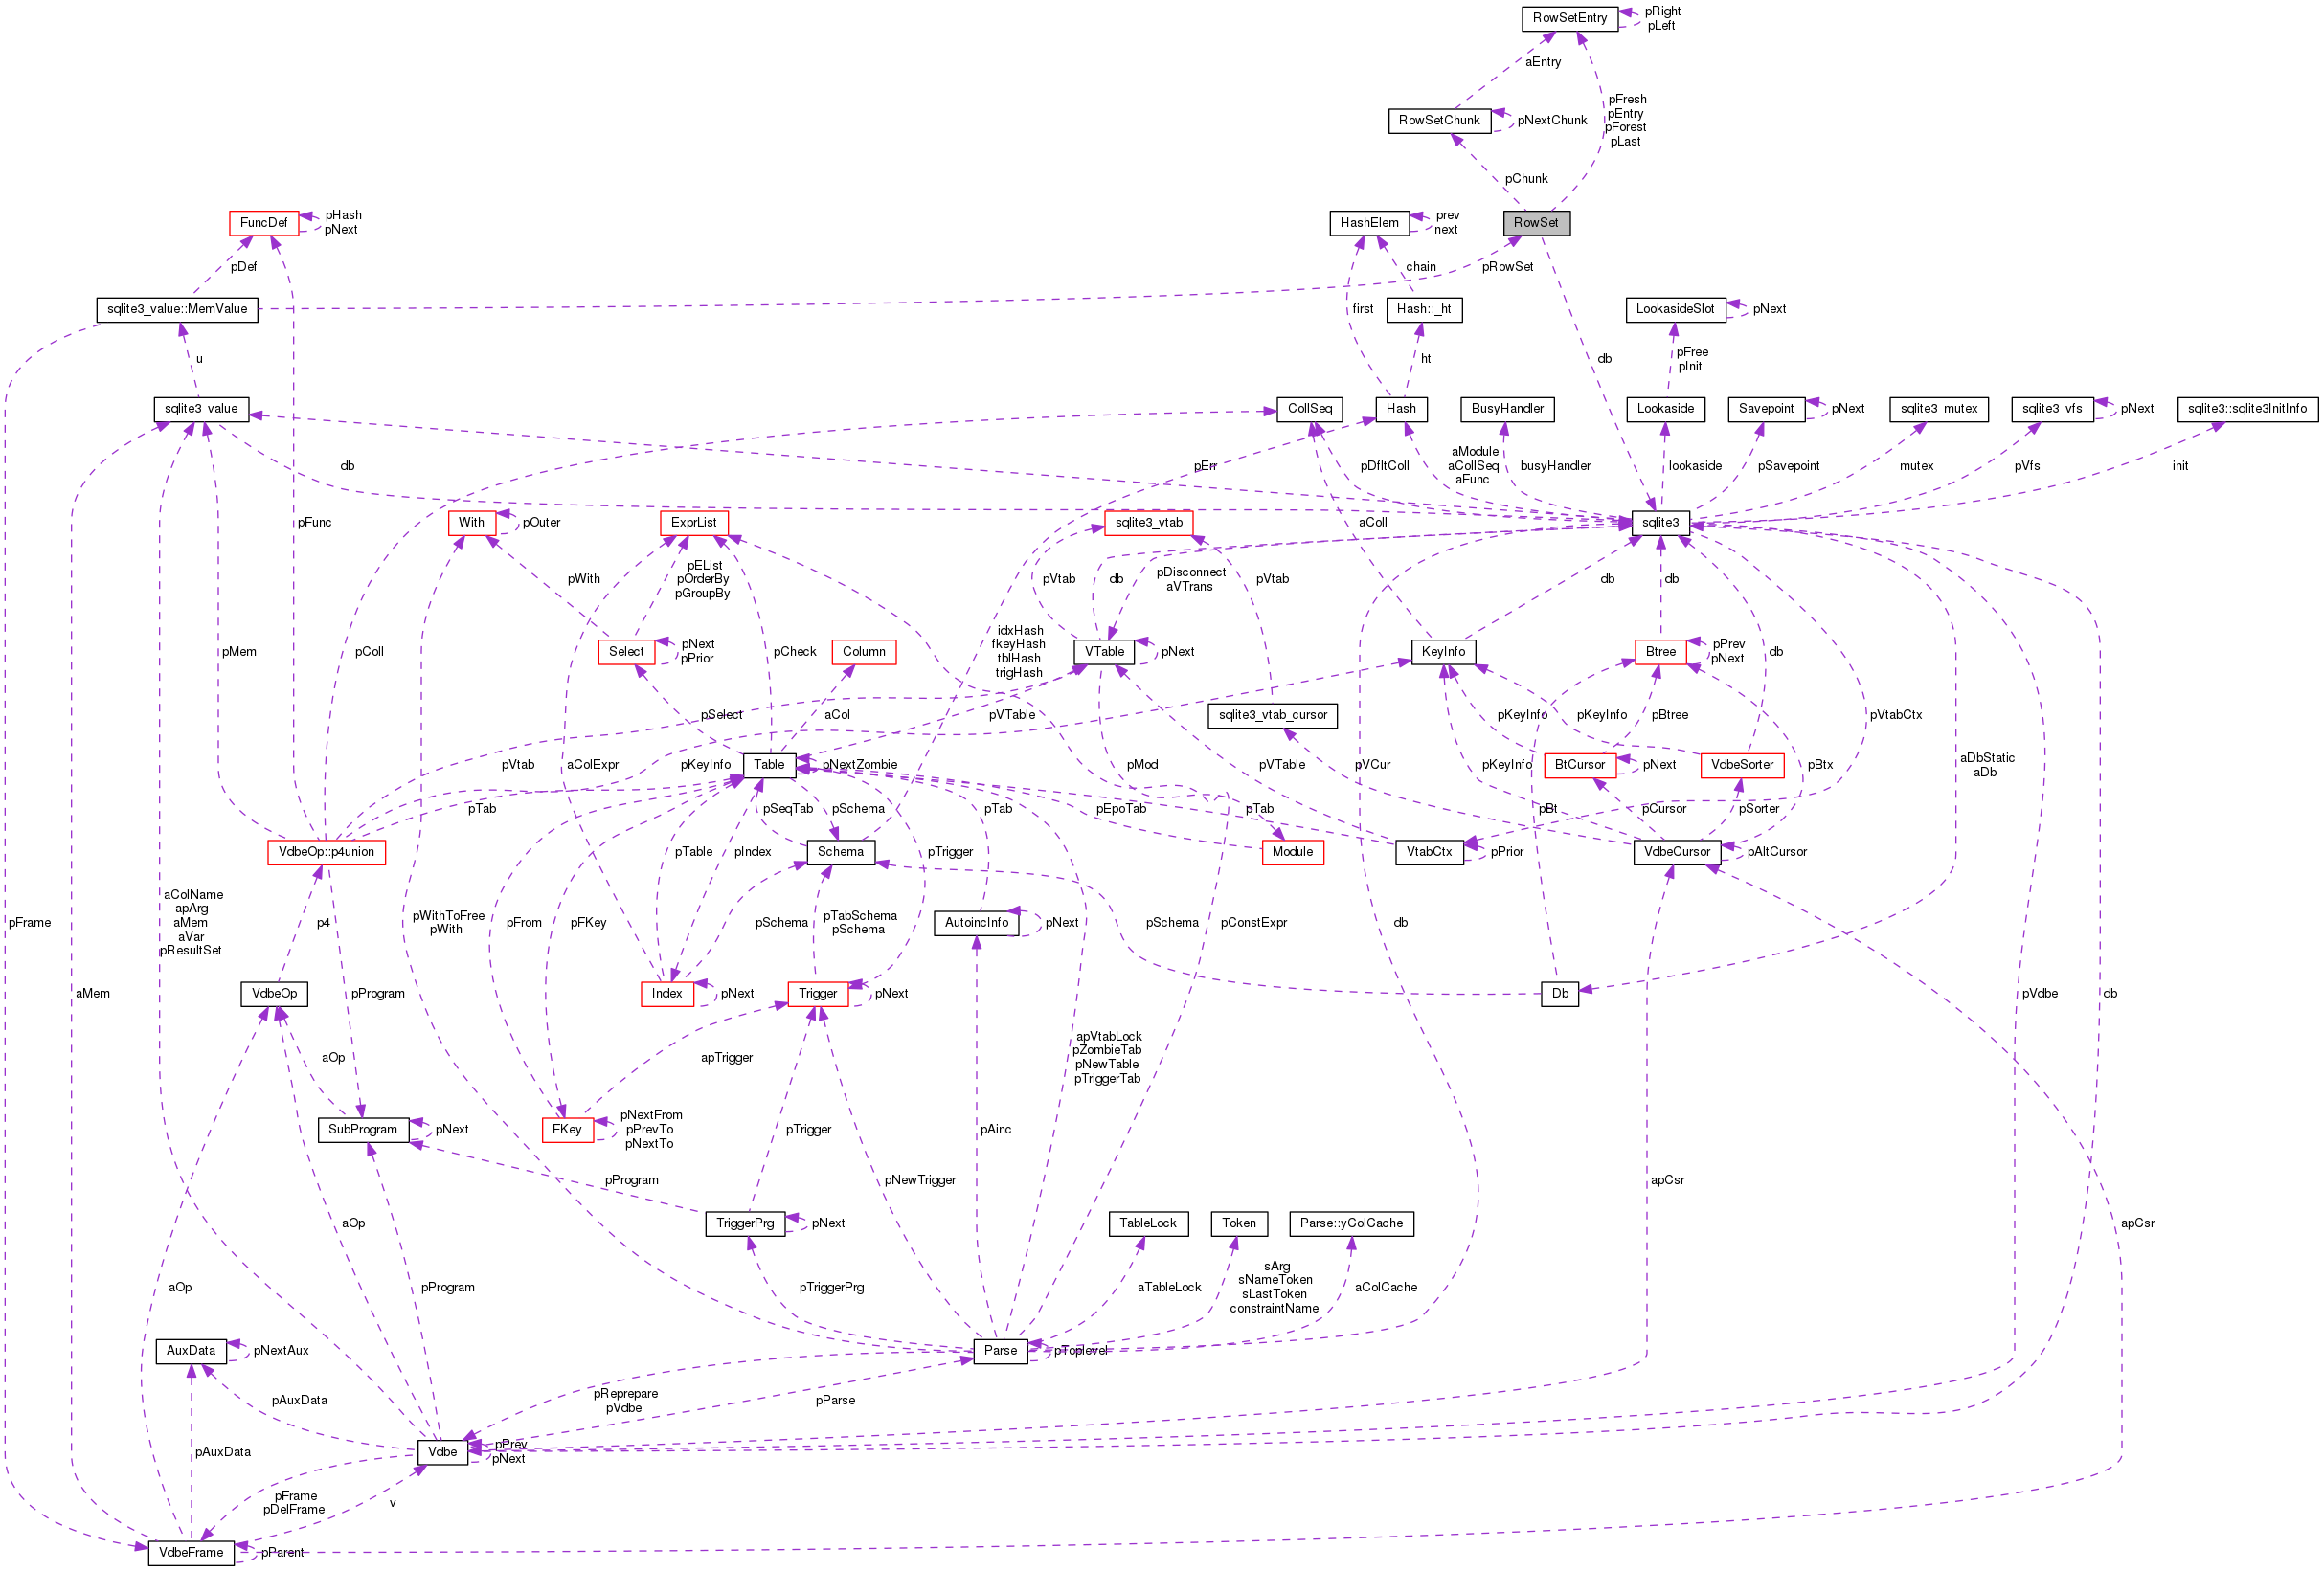 RowSetEntry
pRight
pLeft
aEntry
RowSetChunk
pNextChunk
pFresh
pEntry
pForest
pLast
pChunk
FuncDef
pHash
pNext
HashElem
prev
next
RowSet
pDef
chain
pRowSet
sqlite3_value::MemValue
first
Hash::_ht
LookasideSlot
pNext
u
ht
db
pFree
pInit
sqlite3_value
CollSeq
Hash
BusyHandler
Lookaside
Savepoint
pNext
sqlite3_mutex
sqlite3_vfs
pNext
sqlite3::sqlite3InitInfo
db
pErr
pDfltColl
aModule
aCollSeq
aFunc
busyHandler
lookaside
pSavepoint
mutex
pVfs
init
pFunc
With
pOuter
ExprList
sqlite3_vtab
aColl
sqlite3
pWith
pEList
pOrderBy
pGroupBy
pVtab
db
pDisconnect
aVTrans
pVtab
db
db
pMem
pColl
Select
pNext
pPrior
pCheck
Column
idxHash
fkeyHash
tblHash
trigHash
VTable
pNext
KeyInfo
Btree
pPrev
pNext
db
pSelect
aCol
pVTable
sqlite3_vtab_cursor
pKeyInfo
pBtree
pKeyInfo
pVtabCtx
pVtab
pKeyInfo
aColExpr
Table
pNextZombie
pMod
pVCur
pKeyInfo
BtCursor
pNext
VdbeSorter
pBtx
aDbStatic
aDb
pTab
pSeqTab
pSchema
pTab
pEpoTab
pVTable
pTab
pBt
pCursor
pSorter
VdbeOp::p4union
pTable
pIndex
Schema
pTrigger
Module
VtabCtx
pPrior
VdbeCursor
pAltCursor
aColName
apArg
aMem
aVar
pResultSet
pFrame
p4
pWithToFree
pWith
pFrom
pFKey
pSchema
pTabSchema
pSchema
AutoincInfo
pNext
pSchema
pConstExpr
db
aMem
VdbeOp
pProgram
Index
pNext
Trigger
pNext
Db
pVdbe
db
aOp
apTrigger
apVtabLock
pZombieTab
pNewTable
pTriggerTab
SubProgram
pNext
FKey
pNextFrom
pPrevTo
pNextTo
pTrigger
pAinc
pProgram
pNewTrigger
apCsr
aOp
TriggerPrg
pNext
TableLock
Token
Parse::yColCache
apCsr
aOp
pProgram
pTriggerPrg
aTableLock
sArg
sNameToken
sLastToken
constraintName
aColCache
AuxData
pNextAux
Parse
pToplevel
pAuxData
pReprepare
pVdbe
pParse
pAuxData
Vdbe
pPrev
pNext
pFrame
pDelFrame
v
VdbeFrame
pParent